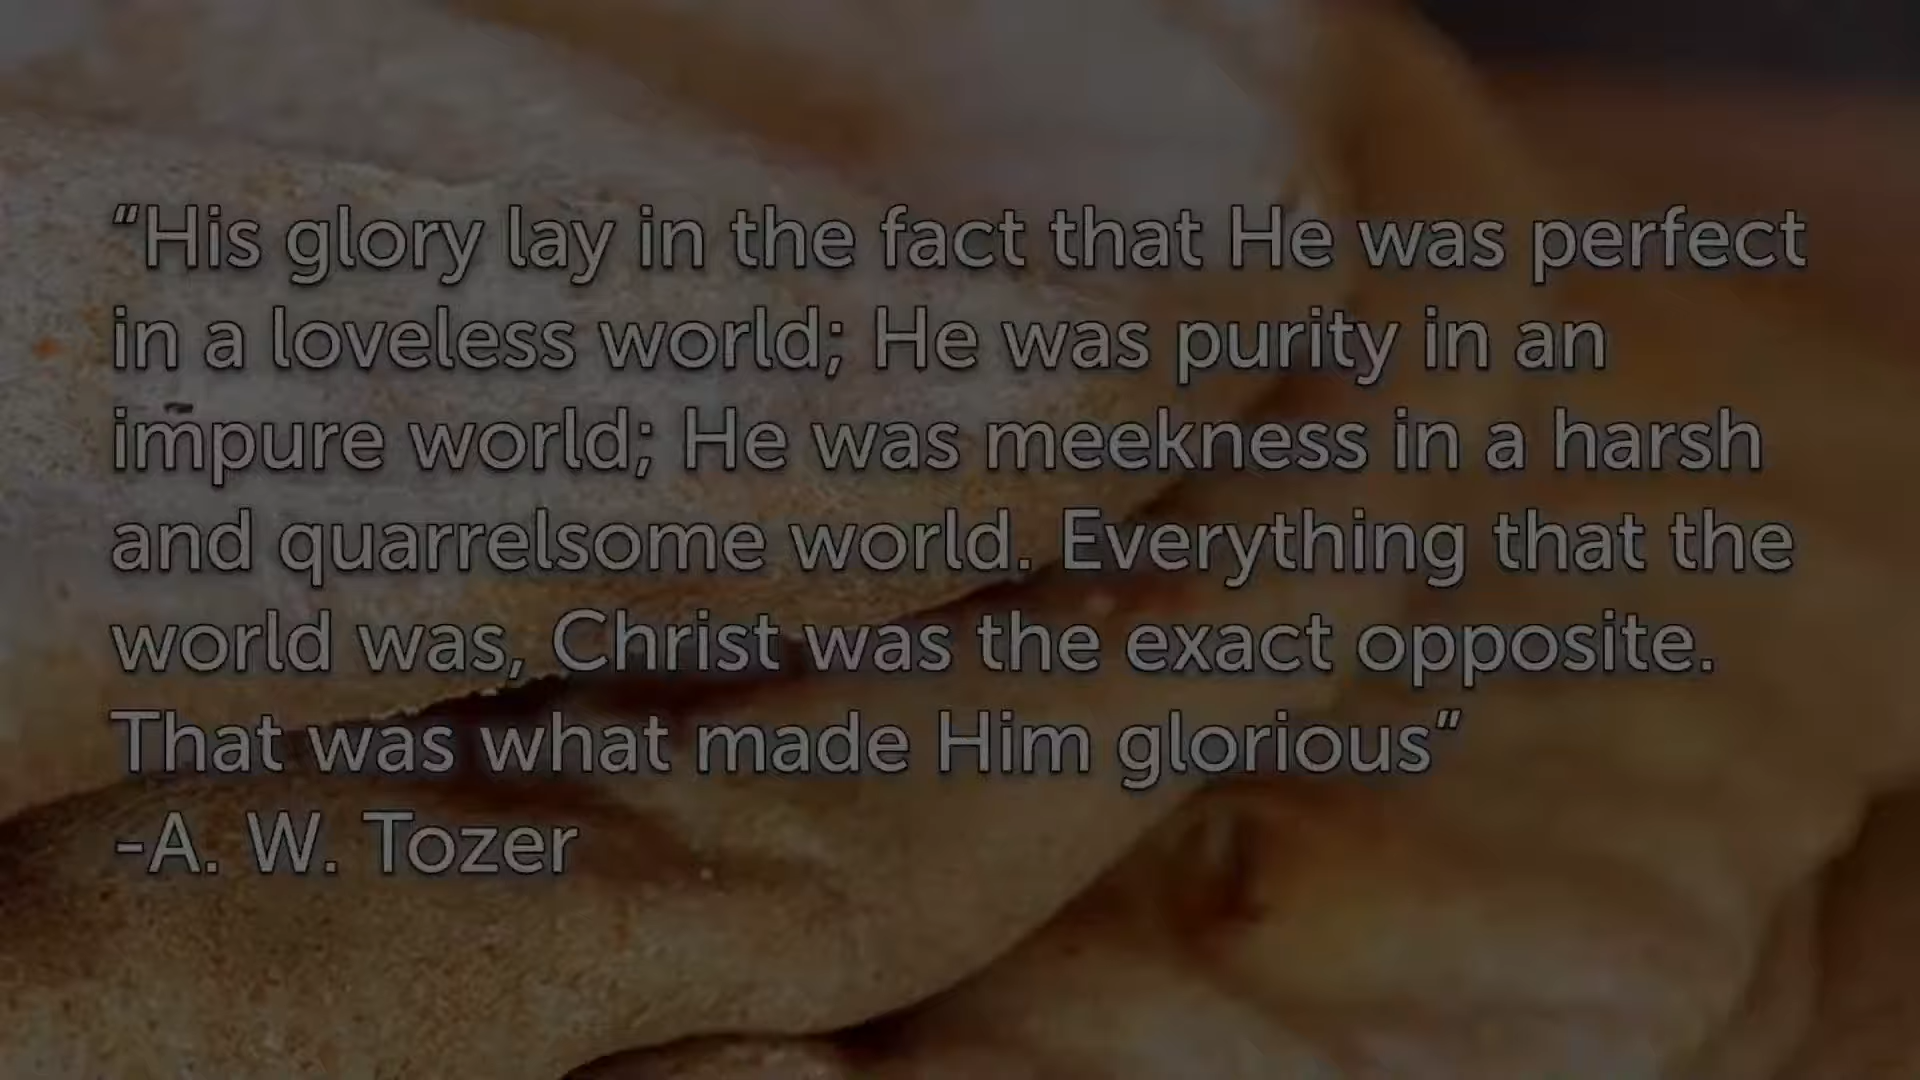 “His glory lay in the fact that He was perfect
in a loveless world; He was purity in an
impure world; He was meekness in a harsh
and quarrelsome world. Everything that the
world was, Christ was the exact opposite.
That was what made Him glorious”
-A. W. Tozer